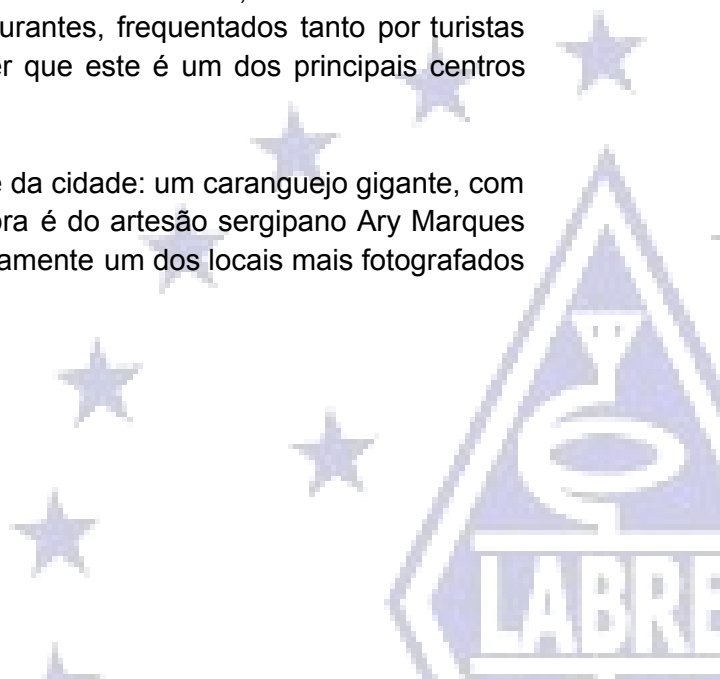 urantes, frequentados tanto por turistas
er que este é um dos principais centros
e da cidade: um caranguejo gigante, com
ora é do artesão sergipano Ary Marques
amente um dos locais mais fotografados
LABRE